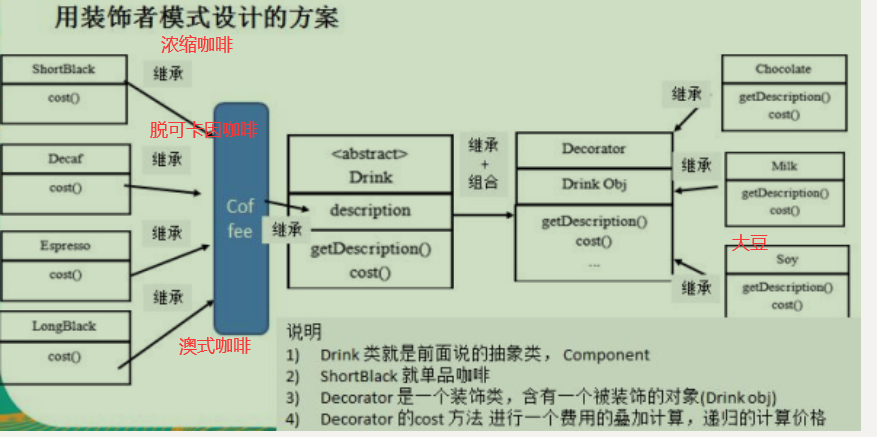 用装饰者模式设计的方案
浓缩咖啡
ShortBlack
cost()
继承
脱可卡因咖啡
Decaf
cost()
继承
Espresso
cost()
继承
LongBlack
cost()
继承
澳式咖啡
Cof
fee
继承
<abstract>
Drink
description
getDescription()
cost()
继承
+
组合
Decorator
Drink Obj
getDescription()
cost()
...
继承
Chocolate
getDescription()
cost()
继承
Milk
getDescription()
cost()
大豆
继承
Soy
getDescription()
cost()
说明
1) Drink 类就是前面说的抽象类, Component
2) ShortBlack 就单品咖啡
3) Decorator 是一个装饰类，含有一个被装饰的对象(Drink obj)
4) Decorator 的cost 方法 进行一个费用的叠加计算，递归的计算价格